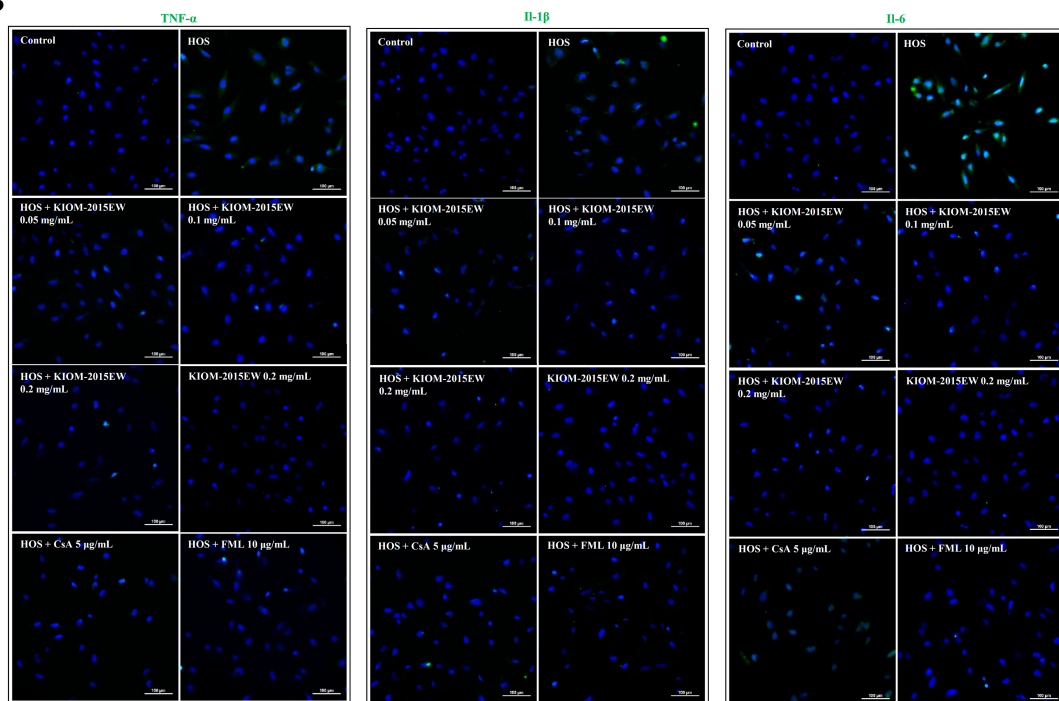 TNF-α
Il-1β
Il-6
Control
HOS
Control
HOS
Control
HOS
100 μm
100 μm
100 μm
100 μm
100 μm
100 μm
HOS + KIOM-2015EW
0.05 mg/mL
HOS + KIOM-2015EW
0.1 mg/mL
HOS + KIOM-2015EW
0.05 mg/mL
HOS + KIOM-2015EW
0.1 mg/mL
HOS + KIOM-2015EW
0.05 mg/mL
HOS + KIOM-2015EW
0.1 mg/mL
100 μm
100 μm
100 μm
100 μm
100 μm
100 μm
HOS + KIOM-2015EW
0.2 mg/mL
KIOM-2015EW 0.2 mg/mL
HOS + KIOM-2015EW
0.2 mg/mL
KIOM-2015EW 0.2 mg/mL
HOS + KIOM-2015EW
0.2 mg/mL
KIOM-2015EW 0.2 mg/mL
100 μm
100 μm
100 μm
100 μm
100 μm
100 μm
HOS + CsA 5 μg/mL
HOS + FML 10 μg/mL
HOS + CsA 5 μg/mL
HOS + FML 10 μg/mL
HOS + CsA 5 μg/mL
HOS + FML 10 μg/mL
100 μm
100 μm
100 μm
100 μm
100 μm
100 μm